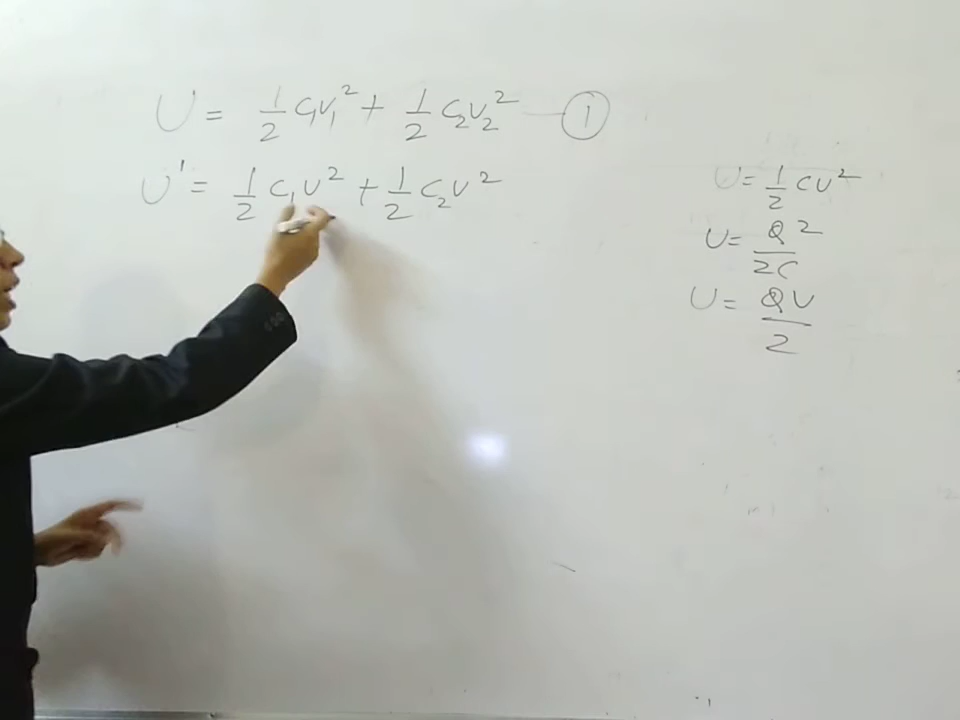 U = 1/2 C₁V₁² + 1/2 C₂V₂² — ①
U' = 1/2 C₁V² + 1/2 C₂V²
U = 1/2 CV²
U = Q²/2C
U = QV/2